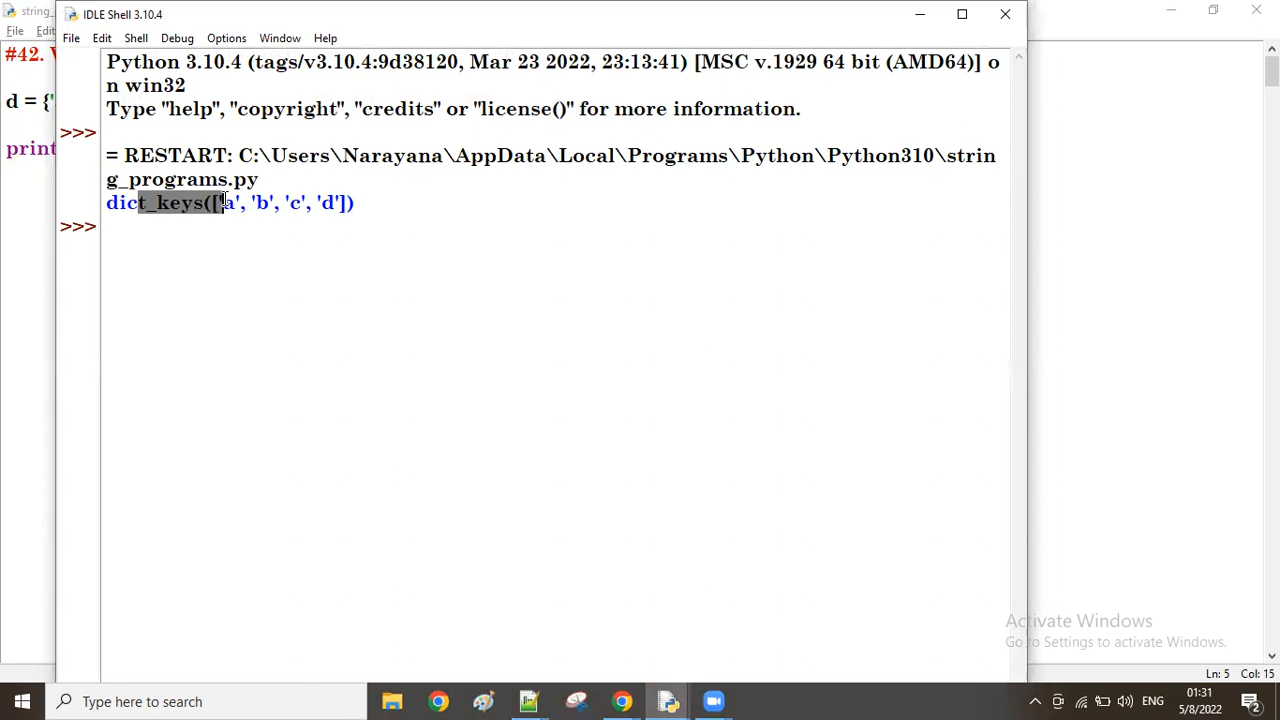 string_
IDLE Shell 3.10.4
File Edit
File Edit Shell Debug Options Window Help
#42.
Python 3.10.4 (tags/v3.10.4:9d38120, Mar 23 2022, 23:13:41) [MSC v.1929 64 bit (AMD64)] o
n win32
d = {'
Type "help", "copyright", "credits" or "license()" for more information.
>>>
print
= RESTART: C:\Users\Narayana\AppData\Local\Programs\Python\Python310\strin
g_programs.py
dict_keys(['a', 'b', 'c', 'd'])
>>>
Activate Windows
Go to Settings to activate Windows.
Ln: 5 Col: 15
Type here to search
ENG
01:31
5/8/2022
2